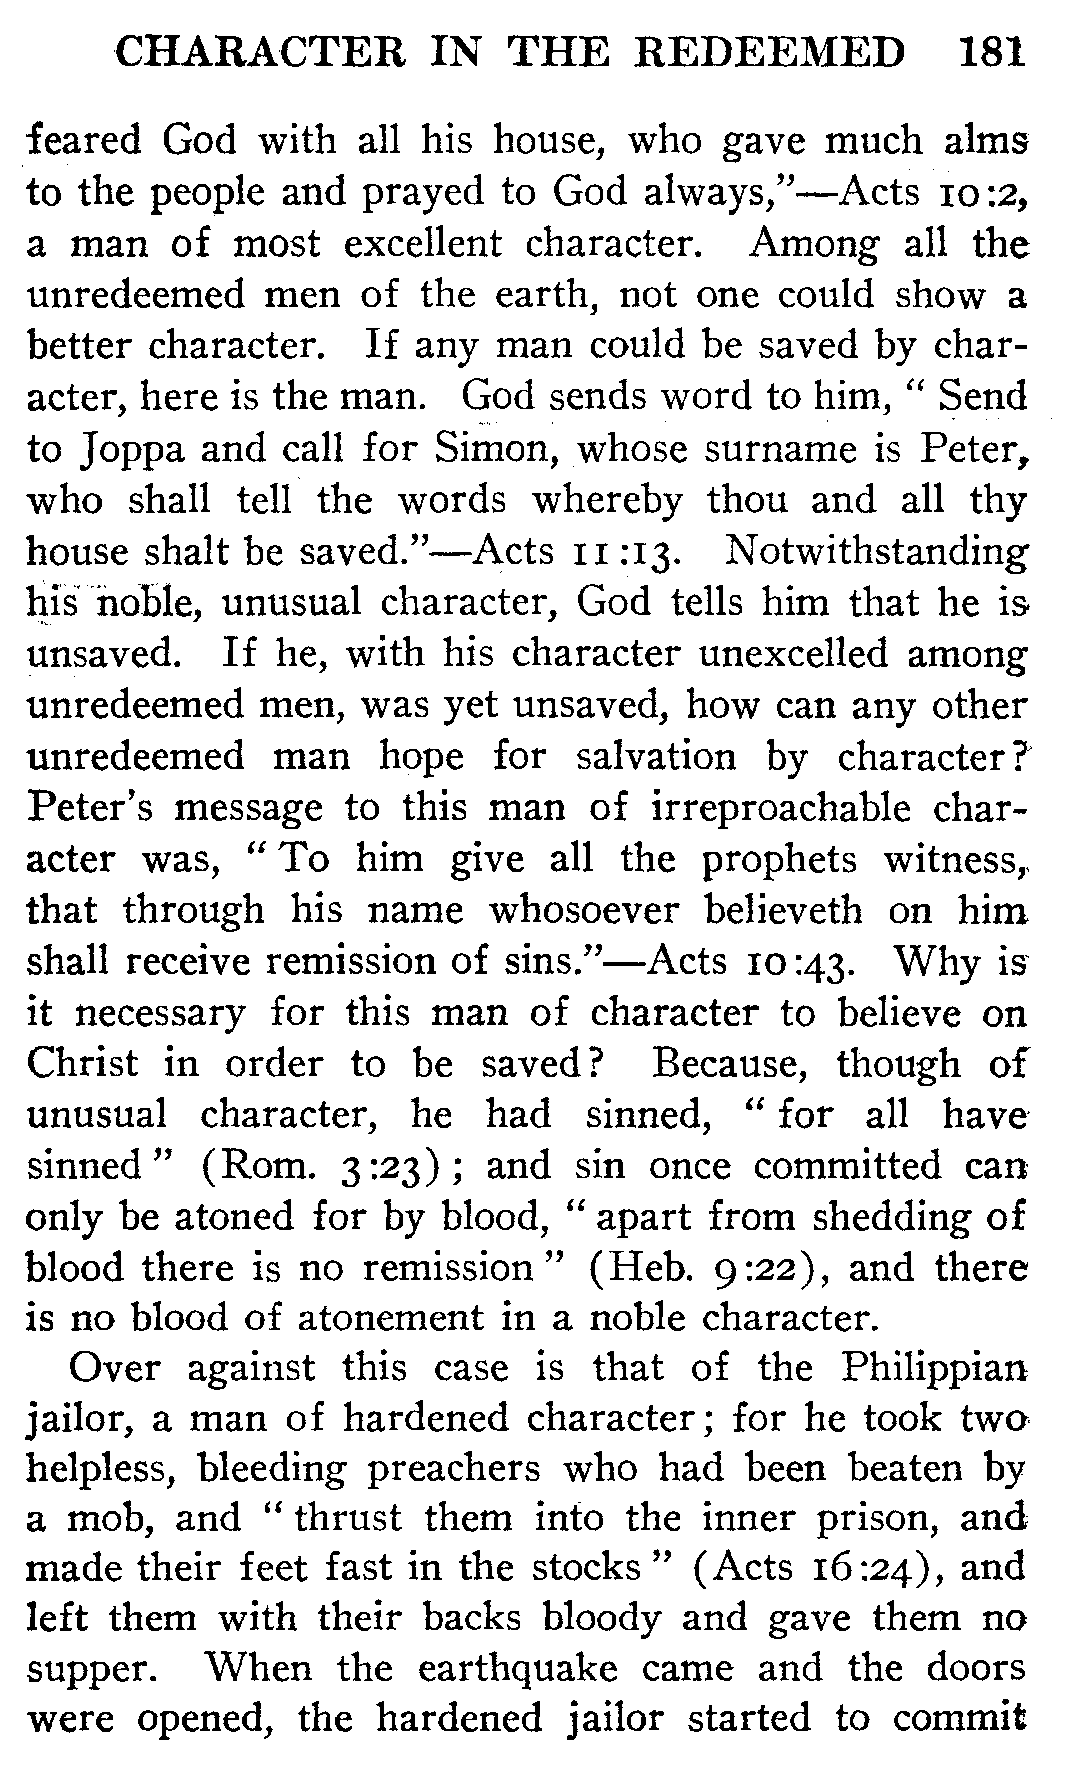 CHARACTER IN THE REDEEMED 181
feared God with all his house, who gave much alms
to the people and prayed to God always,”—Acts 10:2,
a man of most excellent character. Among all the
unredeemed men of the earth, not one could show a
better character. If any man could be saved by char-
acter, here is the man. God sends word to him, “ Send
to Joppa and call for Simon, whose surname is Peter,
who shall tell the words whereby thou and all thy
house shalt be saved.”—Acts 11:13. Notwithstanding
his noble, unusual character, God tells him that he is
unsaved. If he, with his character unexcelled among
unredeemed men, was yet unsaved, how can any other
unredeemed man hope for salvation by character?
Peter’s message to this man of irreproachable char-
acter was, “ To him give all the prophets witness,
that through his name whosoever believeth on him
shall receive remission of sins.”—Acts 10:43. Why is
it necessary for this man of character to believe on
Christ in order to be saved? Because, though of
unusual character, he had sinned, “ for all have
sinned ” (Rom. 3:23); and sin once committed can
only be atoned for by blood, “ apart from shedding of
blood there is no remission ” (Heb. 9:22), and there
is no blood of atonement in a noble character.
Over against this case is that of the Philippian
jailor, a man of hardened character; for he took two
helpless, bleeding preachers who had been beaten by
a mob, and “ thrust them into the inner prison, and
made their feet fast in the stocks ” (Acts 16:24), and
left them with their backs bloody and gave them no
supper. When the earthquake came and the doors
were opened, the hardened jailor started to commit